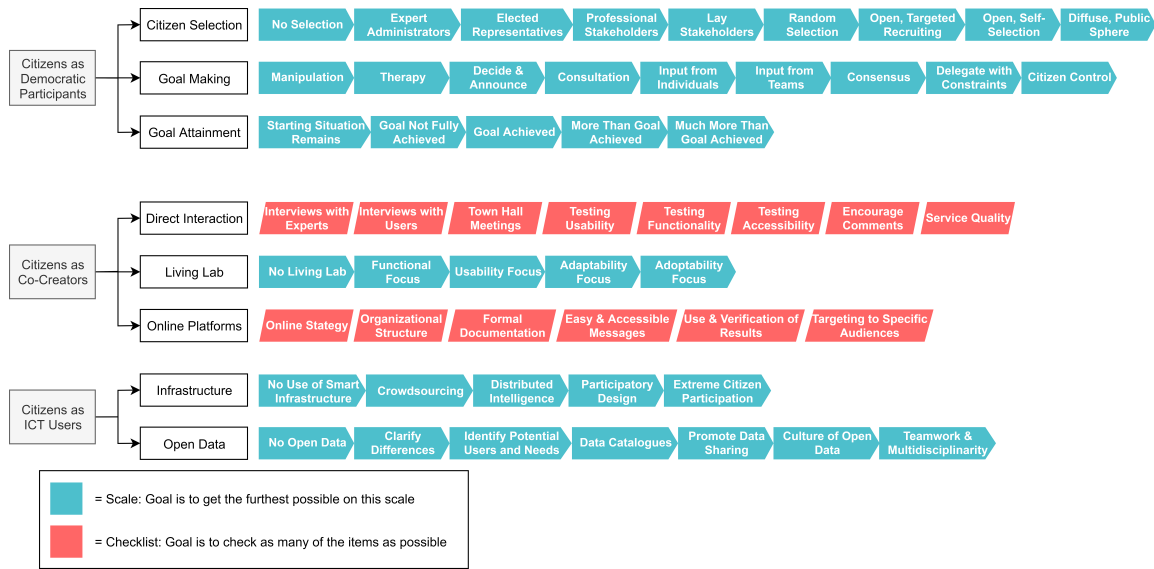 Citizens as
Democratic
Participants
Citizen Selection
No Selection
Expert
Administrators
Elected
Representatives
Professional
Stakeholders
Lay
Stakeholders
Random
Selection
Open, Targeted
Recruiting
Open, Self-
Selection
Diffuse, Public
Sphere
Goal Making
Manipulation
Therapy
Decide &
Announce
Consultation
Input from
Individuals
Input from
Teams
Consensus
Delegate with
Constraints
Citizen Control
Goal Attainment
Starting Situation
Remains
Goal Not Fully
Achieved
Goal Achieved
More Than Goal
Achieved
Much More Than
Goal Achieved
Citizens as
Co-Creators
Direct Interaction
Interviews with
Experts
Interviews with
Users
Town Hall
Meetings
Testing
Usability
Testing
Functionality
Testing
Accessibility
Encourage
Comments
Service Quality
Living Lab
No Living Lab
Functional
Focus
Usability Focus
Adaptability
Focus
Adoptability
Focus
Online Platforms
Online Stategy
Organizational
Structure
Formal
Documentation
Easy & Accessible
Messages
Use & Verification of
Results
Targeting to Specific
Audiences
Citizens as
ICT Users
Infrastructure
No Use of Smart
Infrastructure
Crowdsourcing
Distributed
Intelligence
Participatory
Design
Extreme Citizen
Participation
Open Data
No Open Data
Clarify
Differences
Identify Potential
Users and Needs
Data Catalogues
Promote Data
Sharing
Culture of Open
Data
Teamwork &
Multidisciplinarity
= Scale: Goal is to get the furthest possible on this scale
= Checklist: Goal is to check as many of the items as possible